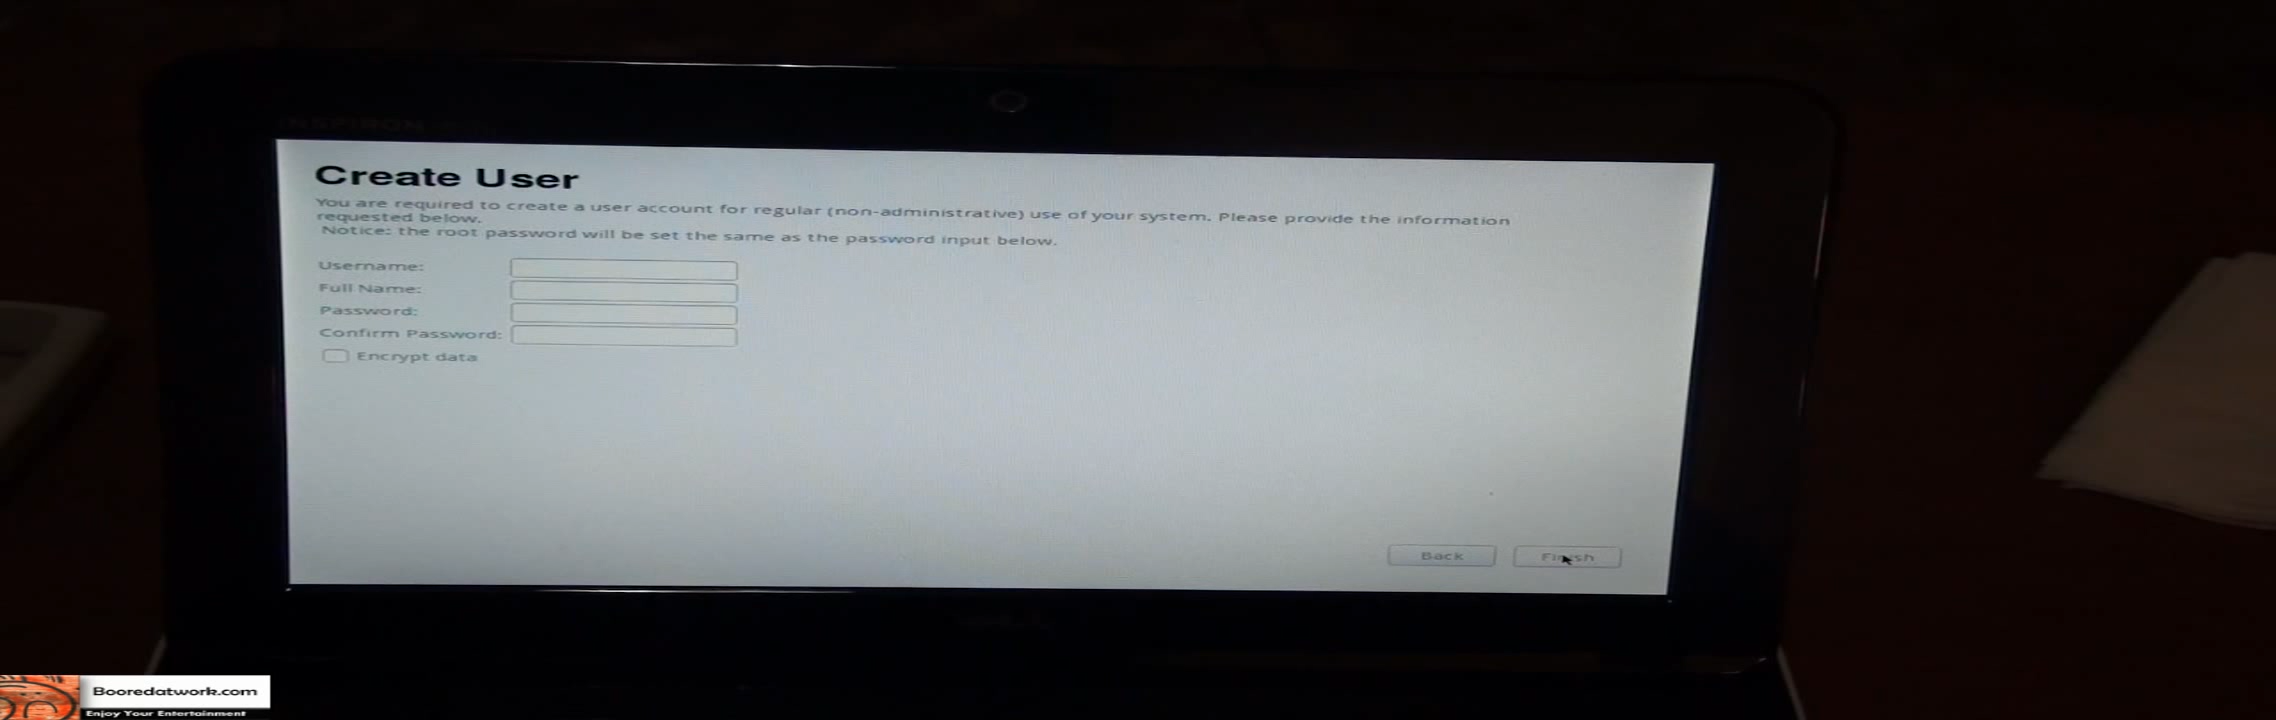 INSPIRON
Create User
You are required to create a user account for regular (non-administrative) use of your system. Please provide the information
requested below.
Notice: the root password will be set the same as the password input below.
Username:
Full Name:
Password:
Confirm Password:
Encrypt data
Back
Finish
Booredatwork.com
Enjoy Your Entertainment